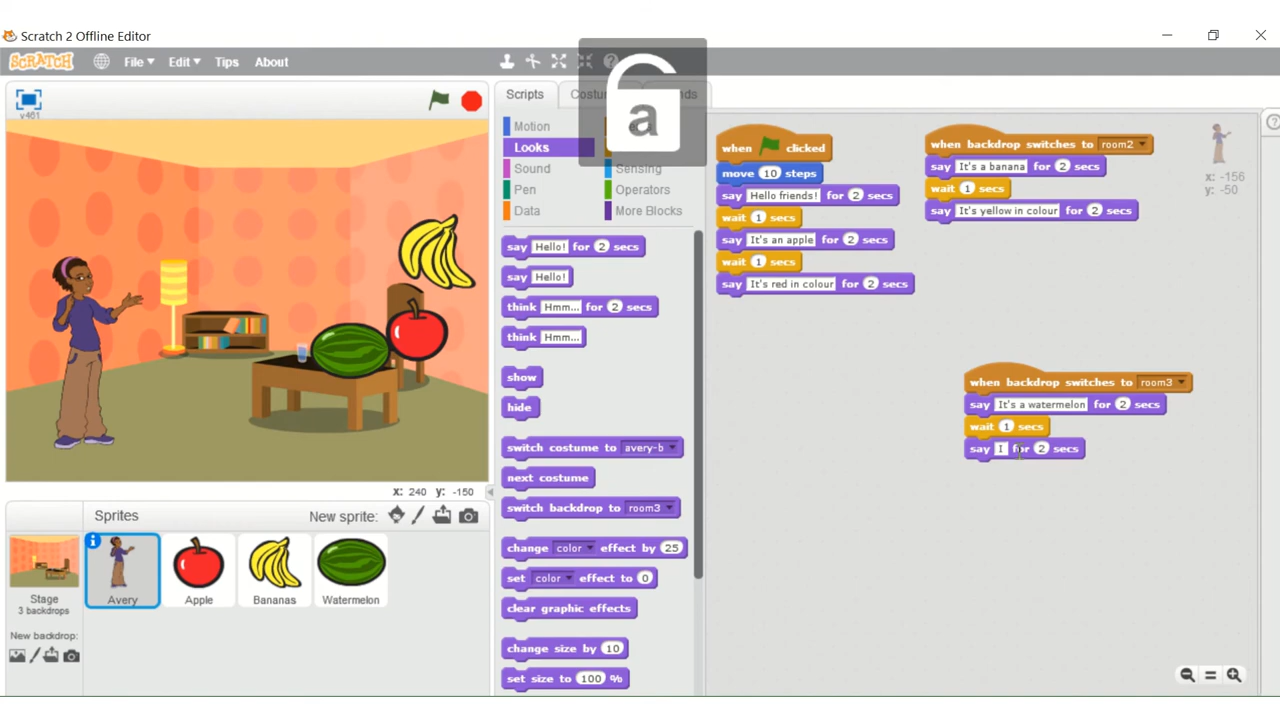 Scratch 2 Offline Editor
SCRATCH File Edit Tips About
v461
Scripts Costu nds
Motion
Looks
Sound Sensing
Pen Operators
Data More Blocks
say Hello! for 2 secs
say Hello!
think Hmm... for 2 secs
think Hmm...
show
hide
switch costume to avery-b
next costume
switch backdrop to room3
change color effect by 25
set color effect to 0
clear graphic effects
change size by 10
set size to 100 %
a
when clicked
move 10 steps
say Hello friends! for 2 secs
wait 1 secs
say It's an apple for 2 secs
wait 1 secs
say It's red in colour for 2 secs
when backdrop switches to room2
say It's a banana for 2 secs
wait 1 secs
say It's yellow in colour for 2 secs
x: -156
y: -50
when backdrop switches to room3
say It's a watermelon for 2 secs
wait 1 secs
say I for 2 secs
x: 240 y: -150
Sprites New sprite:
Stage
3 backdrops
New backdrop:
Avery
Apple
Bananas
Watermelon